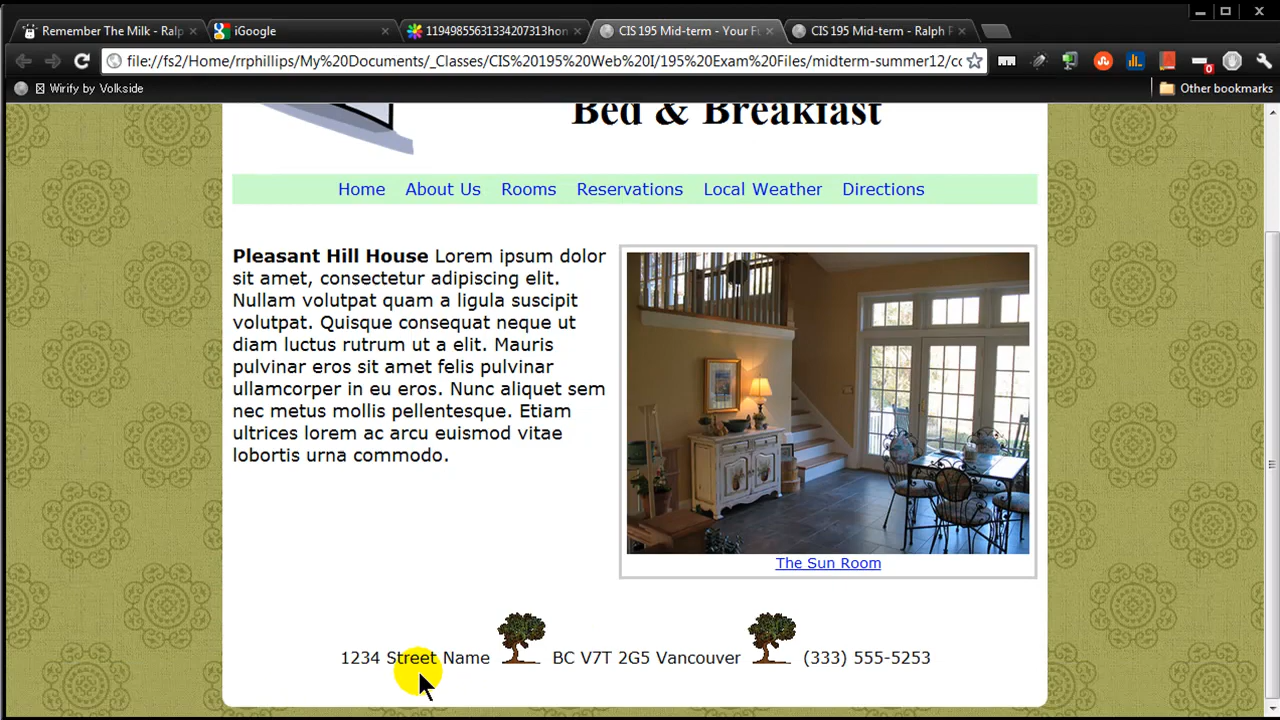 Remember The Milk - Ralp
iGoogle
11949855631334207313hon
CIS 195 Mid-term - Your F
CIS 195 Mid-term - Ralph F
file://fs2/Home/rrphillips/My%20Documents/_Classes/CIS%20195%20Web%20I/195%20Exam%20Files/midterm-summer12/cc
0
Wirify by Volkside
Other bookmarks
Bed & Breakfast
Home About Us Rooms Reservations Local Weather Directions
Pleasant Hill House Lorem ipsum dolor
sit amet, consectetur adipiscing elit.
Nullam volutpat quam a ligula suscipit
volutpat. Quisque consequat neque ut
diam luctus rutrum ut a elit. Mauris
pulvinar eros sit amet felis pulvinar
ullamcorper in eu eros. Nunc aliquet sem
nec metus mollis pellentesque. Etiam
ultrices lorem ac arcu euismod vitae
lobortis urna commodo.
The Sun Room
1234 Street Name BC V7T 2G5 Vancouver (333) 555-5253